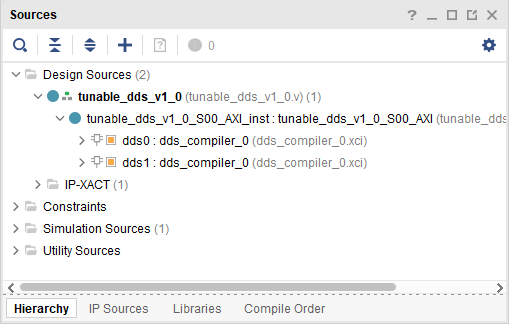 Sources
0
Design Sources (2)
tunable_dds_v1_0 (tunable_dds_v1_0.v) (1)
tunable_dds_v1_0_S00_AXI_inst : tunable_dds_v1_0_S00_AXI (tunable_dds
dds0 : dds_compiler_0 (dds_compiler_0.xci)
dds1 : dds_compiler_0 (dds_compiler_0.xci)
IP-XACT (1)
Constraints
Simulation Sources (1)
Utility Sources
Hierarchy IP Sources Libraries Compile Order